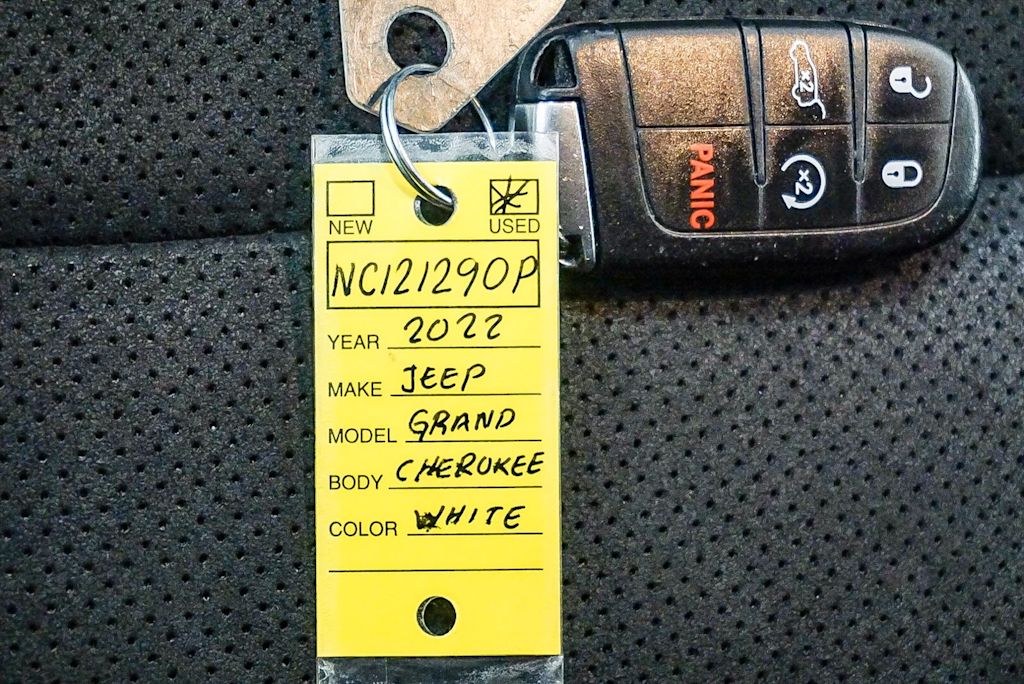 NEW USED
NC121290P
YEAR 2022
MAKE JEEP
MODEL GRAND
BODY CHEROKEE
COLOR WHITE
x2
x2
PANIC